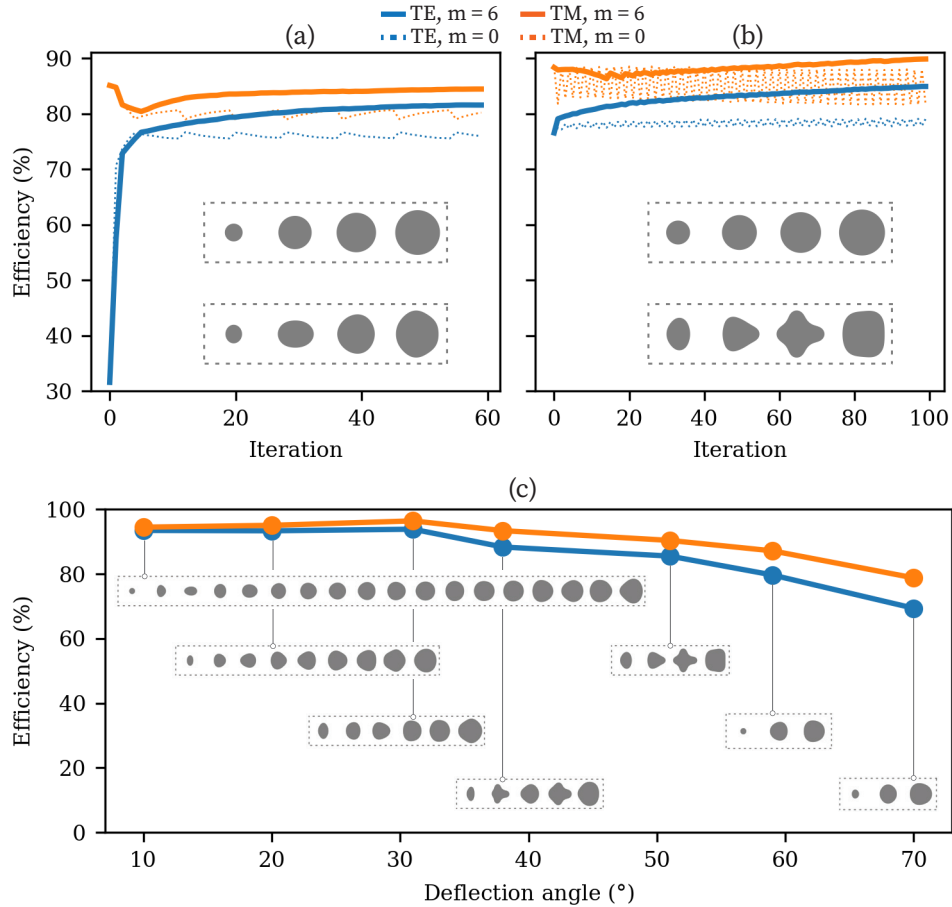 TE, m = 6 TM, m = 6
TE, m = 0 TM, m = 0
(a) (b)
90
80
70
60
50
40
30
Efficiency (%)
0 20 40 60
Iteration
0 20 40 60 80 100
Iteration
(c)
100
80
60
40
20
0
Efficiency (%)
10 20 30 40 50 60 70
Deflection angle (°)